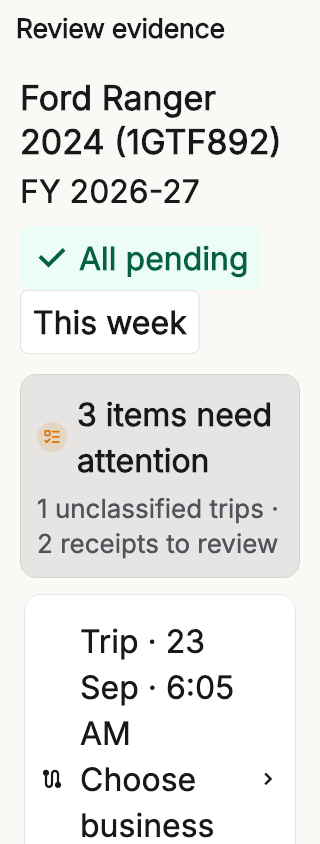 Review evidence
Ford Ranger
2024 (1GTF892)
FY 2026-27
All pending
This week
3 items need
attention
1 unclassified trips ·
2 receipts to review
Trip · 23
Sep · 6:05
AM
Choose
business